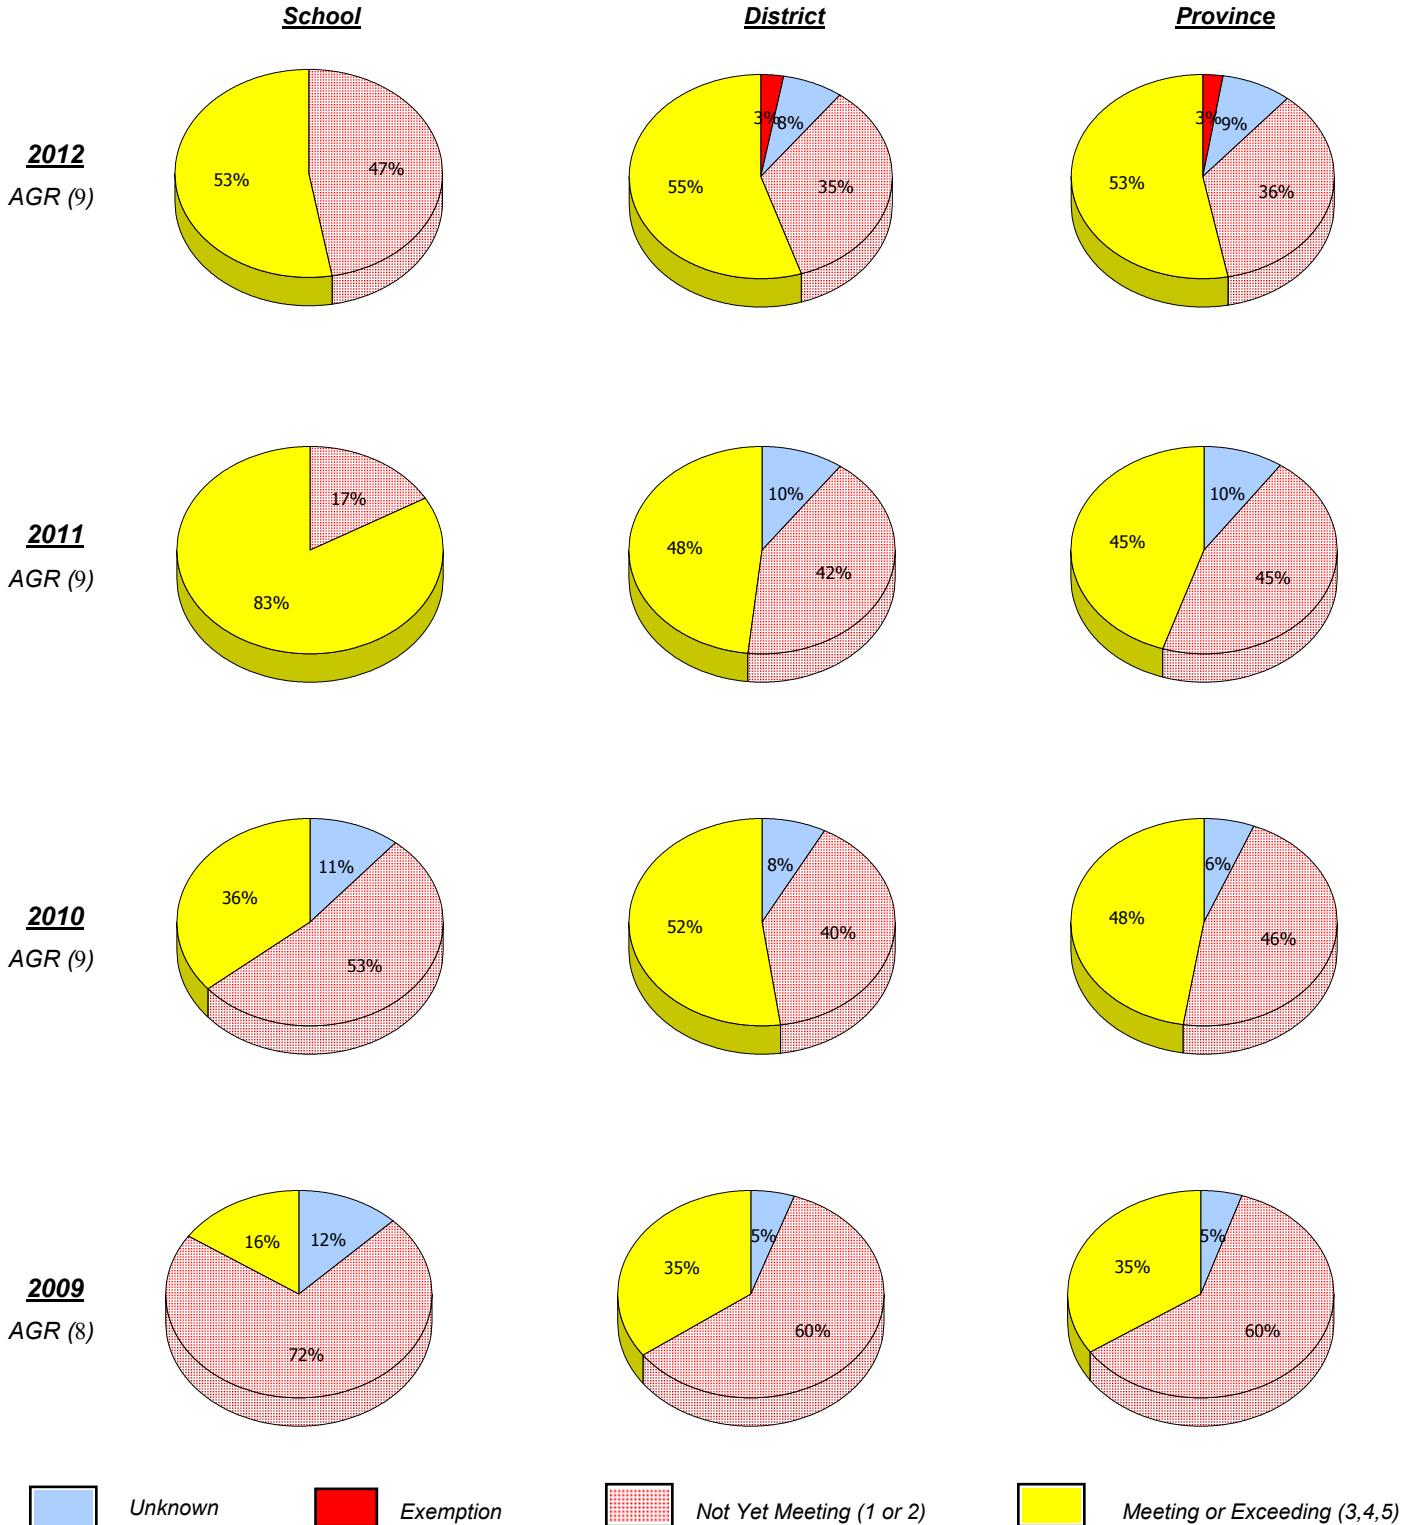 School District Province
2012
AGR (9)
53% 47%
3% 8% 55% 35%
3% 9% 53% 36%
2011
AGR (9)
17% 83%
10% 48% 42%
10% 45% 45%
2010
AGR (9)
11% 36% 53%
8% 52% 40%
6% 48% 46%
2009
AGR (8)
16% 12% 72%
5% 35% 60%
5% 35% 60%
Unknown Exemption Not Yet Meeting (1 or 2) Meeting or Exceeding (3,4,5)